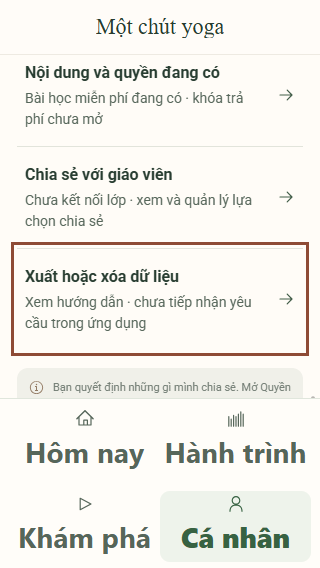 Một chút yoga
Nội dung và quyền đang có
Bài học miễn phí đang có · khóa trả
phí chưa mở
Chia sẻ với giáo viên
Chưa kết nối lớp · xem và quản lý lựa
chọn chia sẻ
Xuất hoặc xóa dữ liệu
Xem hướng dẫn · chưa tiếp nhận yêu
cầu trong ứng dụng
Bạn quyết định những gì mình chia sẻ. Mở Quyền
Hôm nay
Hành trình
Khám phá
Cá nhân